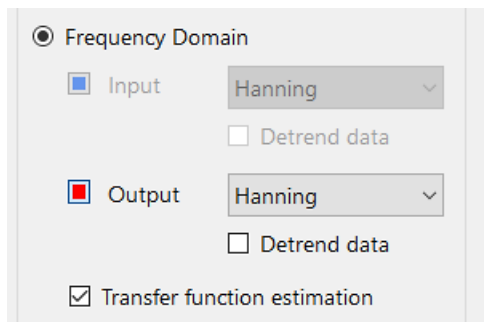 Frequency Domain
Input Hanning
Detrend data
Output Hanning
Detrend data
Transfer function estimation